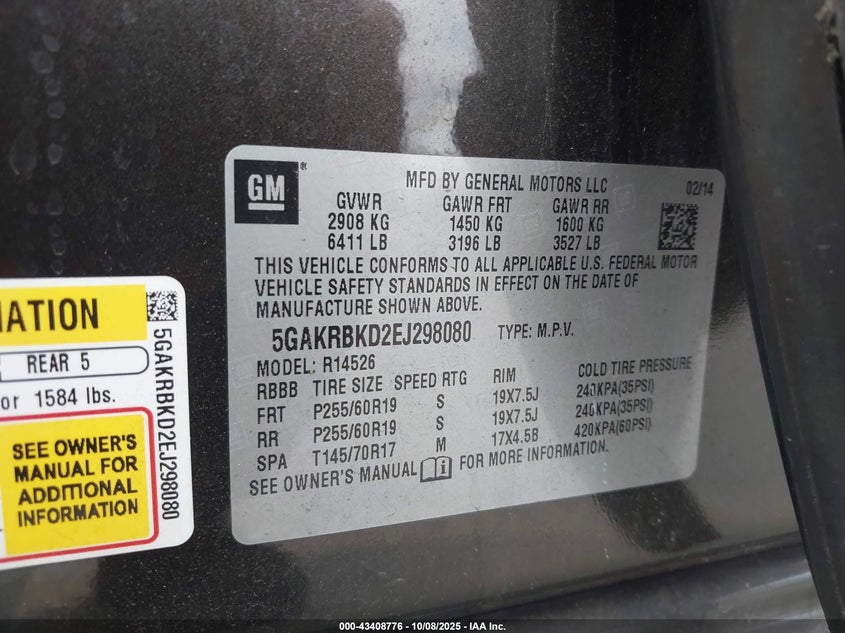 GM
®
MFD BY GENERAL MOTORS LLC
02/14
GVWR GAWR FRT GAWR RR
2908 KG 1450 KG 1600 KG
6411 LB 3196 LB 3527 LB
THIS VEHICLE CONFORMS TO ALL APPLICABLE U.S. FEDERAL MOTOR
VEHICLE SAFETY STANDARDS IN EFFECT ON THE DATE OF
MANUFACTURE SHOWN ABOVE.
5GAKRBKD2EJ298080 TYPE: M.P.V.
MODEL: R14526
RBBB TIRE SIZE SPEED RTG RIM COLD TIRE PRESSURE
FRT P255/60R19 S 19X7.5J 240KPA(35PSI)
RR P255/60R19 S 19X7.5J 240KPA(35PSI)
SPA T145/70R17 M 17X4.5B 420KPA(60PSI)
SEE OWNER'S MANUAL FOR MORE INFORMATION.
MATION
REAR 5
or 1584 lbs.
SEE OWNER'S
MANUAL FOR
ADDITIONAL
INFORMATION
5GAKRBKD2EJ298080
000-43408776 - 10/08/2025 - IAA Inc.